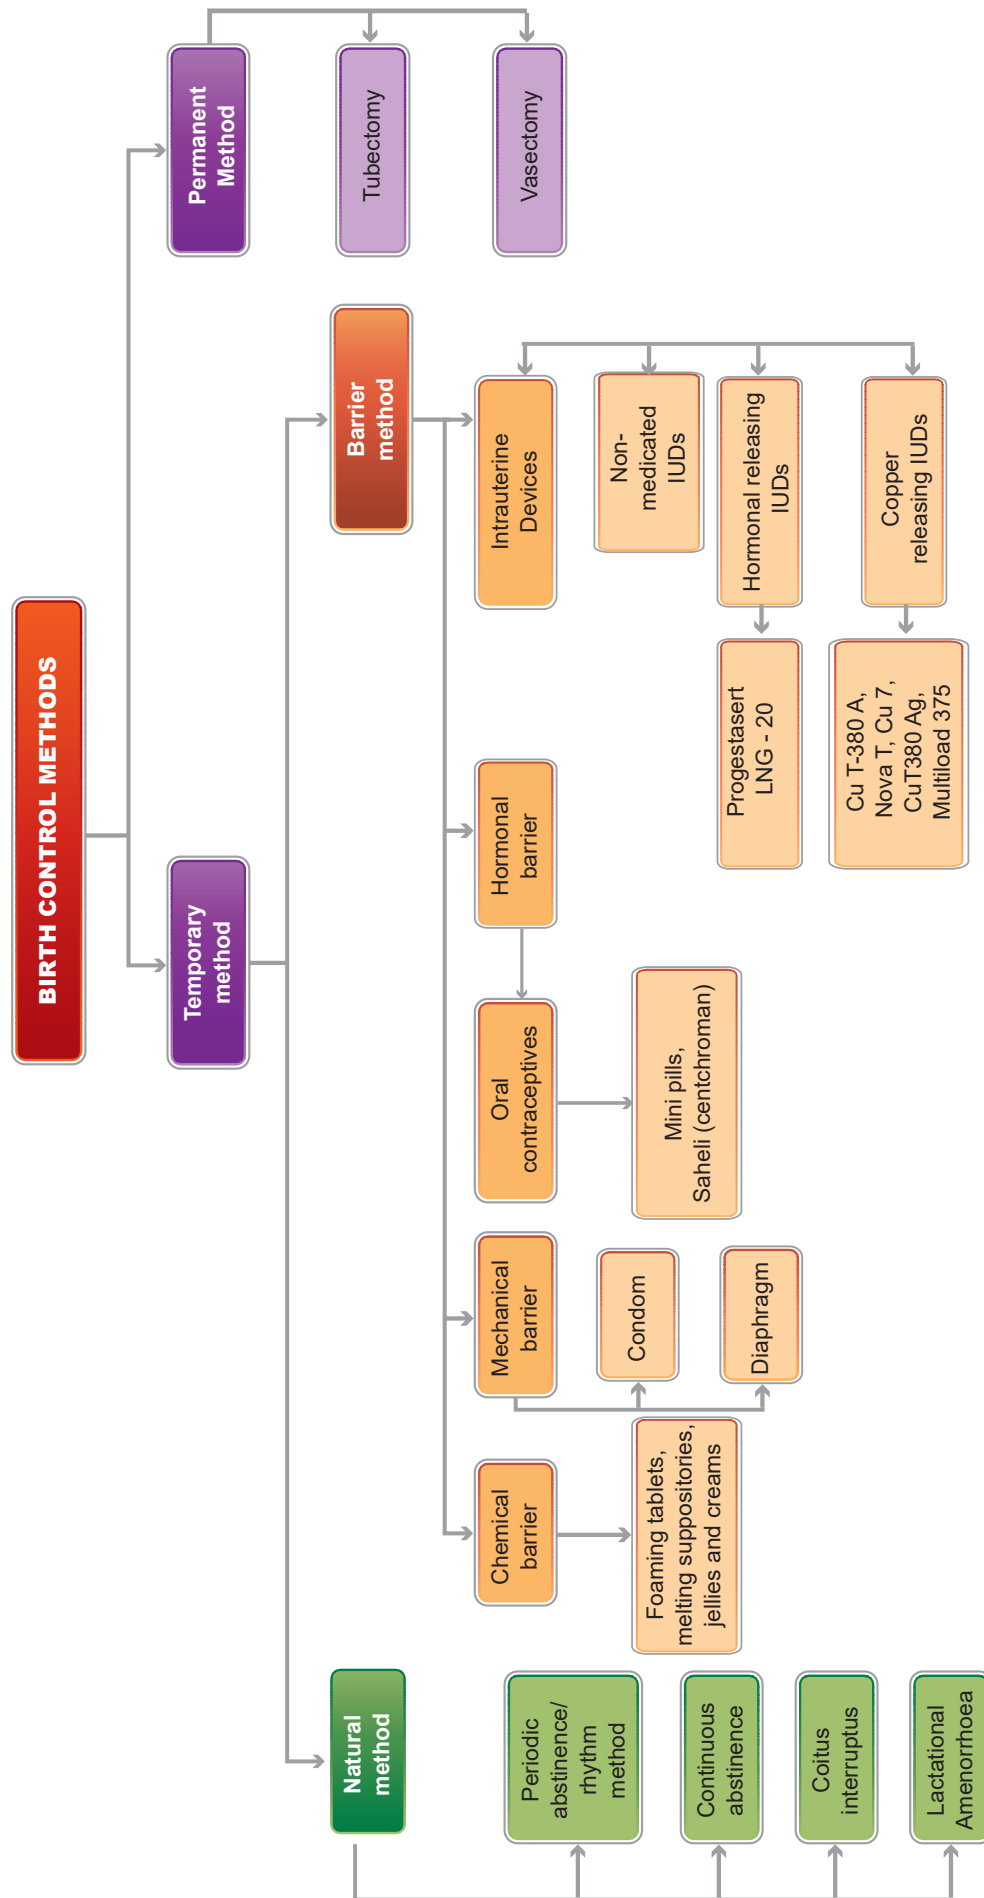 BIRTH CONTROL METHODS
Temporary
method
Permanent
Method
Natural
method
Barrier
method
Tubectomy
Vasectomy
Periodic
abstinence/
rhythm
method
Continuous
abstinence
Coitus
interruptus
Lactational
Amenorrhoea
Chemical
barrier
Foaming tablets,
melting suppositories,
jellies and creams
Mechanical
barrier
Condom
Diaphragm
Oral
contraceptives
Mini pills,
Saheli (centchroman)
Hormonal
barrier
Intrauterine
Devices
Non-
medicated
IUDs
Hormonal releasing
IUDs
Progestasert
LNG - 20
Copper
releasing IUDs
Cu T-380 A,
Nova T, Cu 7,
CuT380 Ag,
Multiload 375